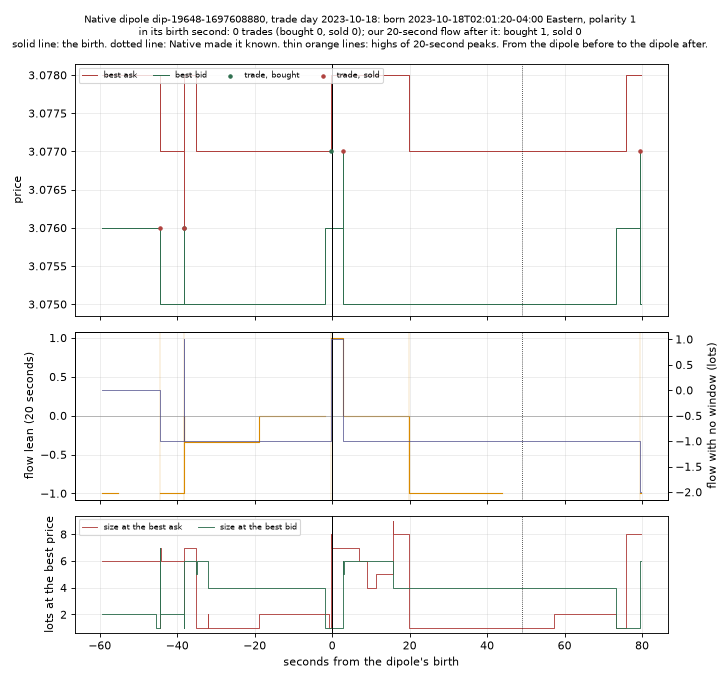 Native dipole dip-19648-1697608880, trade day 2023-10-18: born 2023-10-18T02:01:20-04:00 Eastern, polarity 1
in its birth second: 0 trades (bought 0, sold 0); our 20-second flow after it: bought 1, sold 0
solid line: the birth. dotted line: Native made it known. thin orange lines: highs of 20-second peaks. From the dipole before to the dipole after.
best ask best bid trade, bought trade, sold
3.0780
3.0775
3.0770
3.0765
3.0760
3.0755
3.0750
price
1.0
0.5
0.0
−0.5
−1.0
flow lean (20 seconds)
1.0
0.5
0.0
−0.5
−1.0
−1.5
−2.0
flow with no window (lots)
size at the best ask size at the best bid
8
6
4
2
lots at the best price
−60 −40 −20 0 20 40 60 80
seconds from the dipole's birth